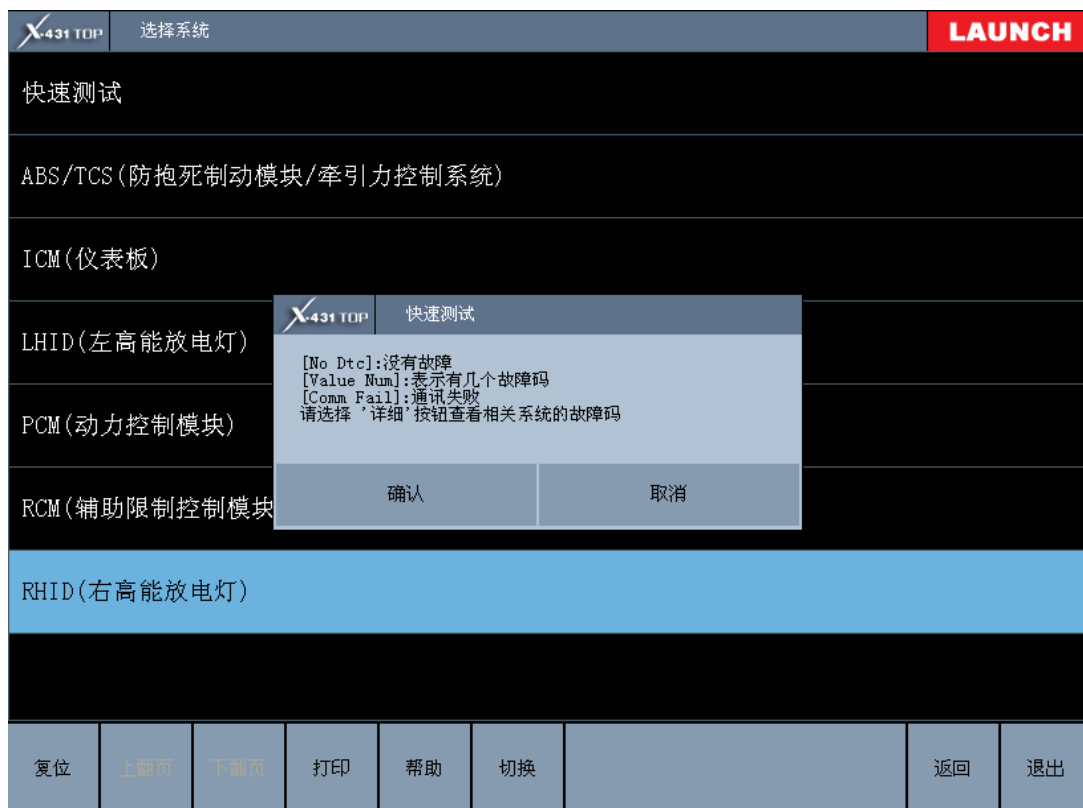 X-431 TOP 选择系统 LAUNCH
快速测试
ABS/TCS(防抱死制动模块/牵引力控制系统)
ICM(仪表板)
LHID(左高能放电灯)
PCM(动力控制模块)
RCM(辅助限制控制模块
RHID(右高能放电灯)
X-431 TOP 快速测试
[No Dtc]:没有故障
[Value Num]:表示有几个故障码
[Comm Fail]:通讯失败
请选择 '详细'按钮查看相关系统的故障码
确认 取消
复位 上翻页 下翻页 打印 帮助 切换 返回 退出